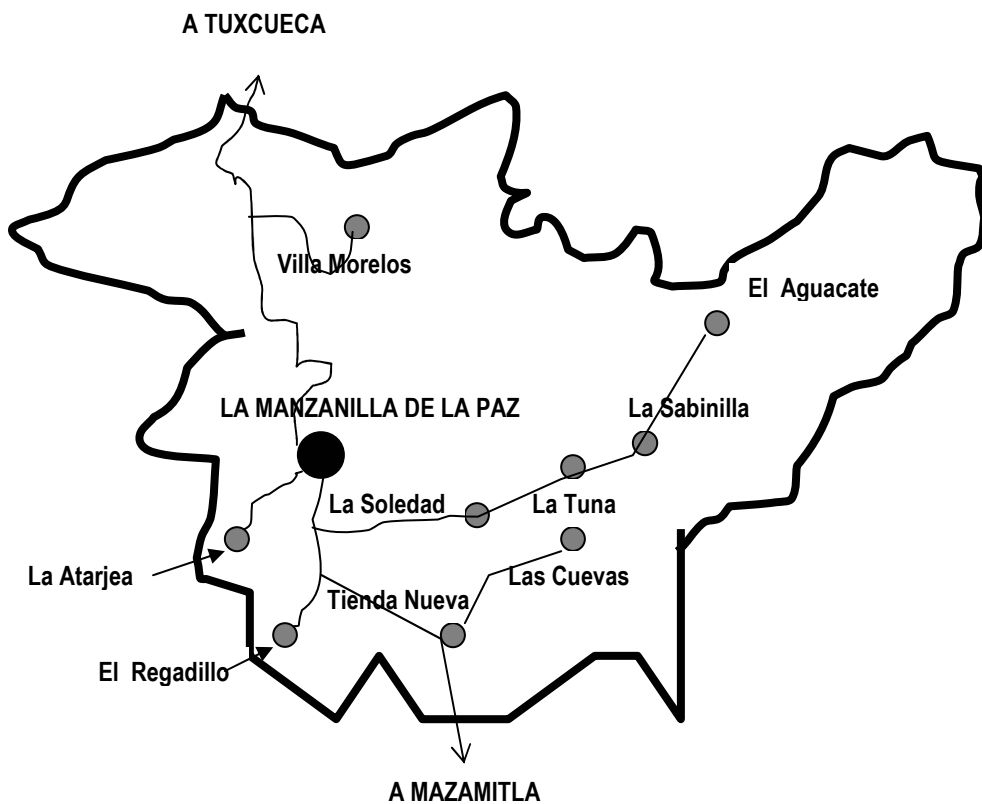 A TUXCUECA
Villa Morelos
El Aguacate
LA MANZANILLA DE LA PAZ
La Sabinilla
La Soledad
La Tuna
La Atarjea
Las Cuevas
Tienda Nueva
El Regadillo
A MAZAMITLA